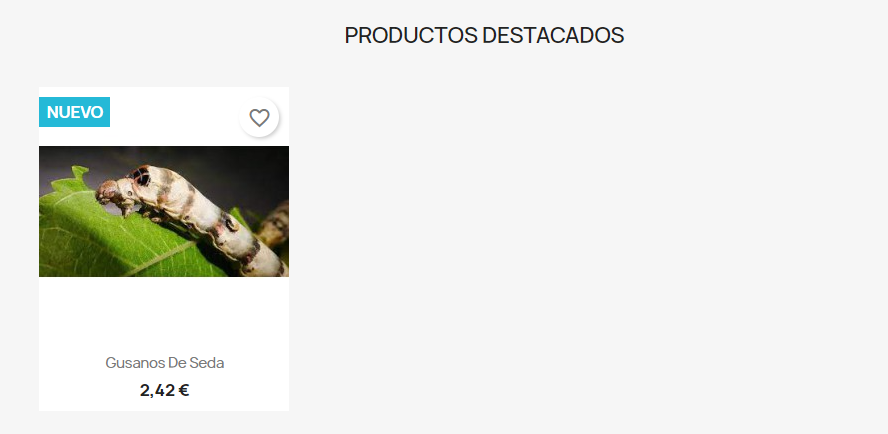 PRODUCTOS DESTACADOS
NUEVO
Gusanos De Seda
2,42 €